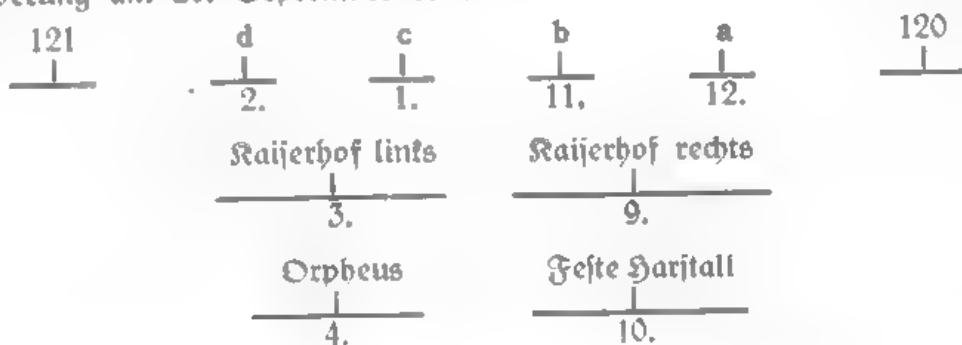 121 d c b a 120
2. 1. 11. 12.
Kaiserhof links Kaiserhof rechts
3. 9.
Orpheus Feste Harstall
4. 10.